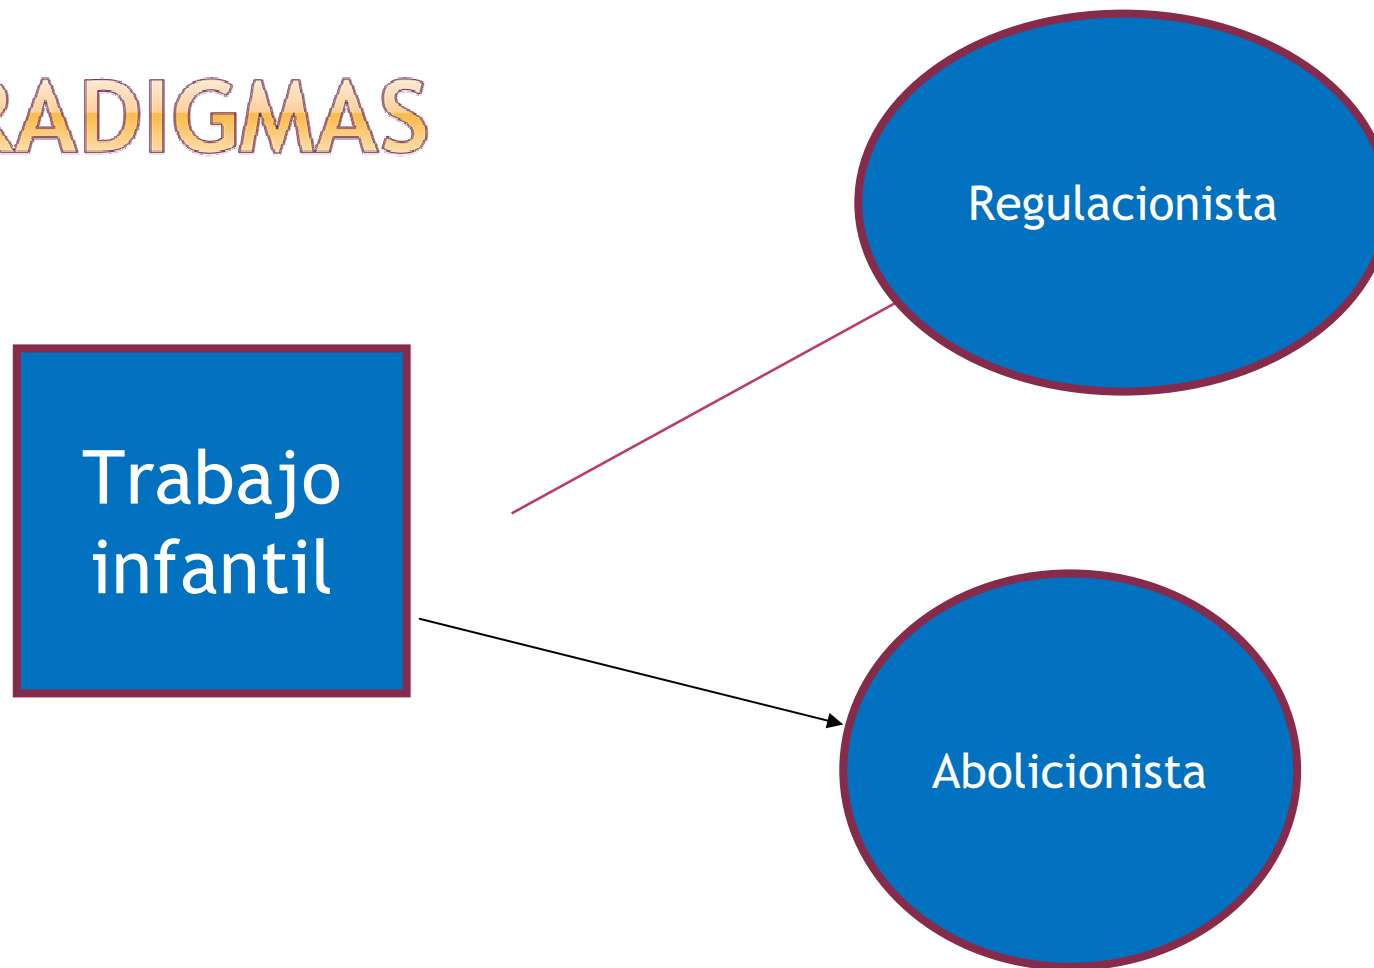 RADIGMAS
Regulacionista
Trabajo
infantil
Abolicionista